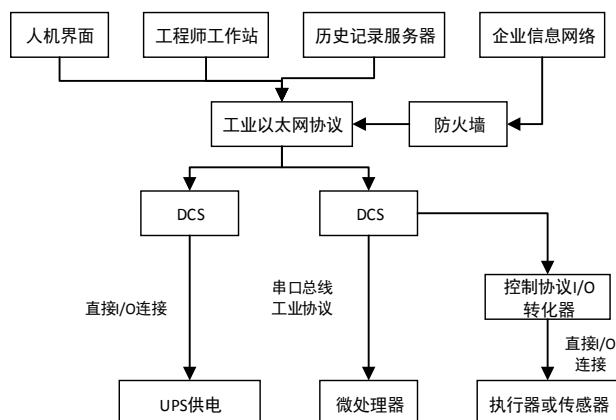 人机界面
工程师工作站
历史记录服务器
企业信息网络
工业以太网协议
防火墙
DCS
DCS
直接I/O连接
串口总线
工业协议
控制协议I/O
转化器
直接I/O
连接
UPS供电
微处理器
执行器或传感器